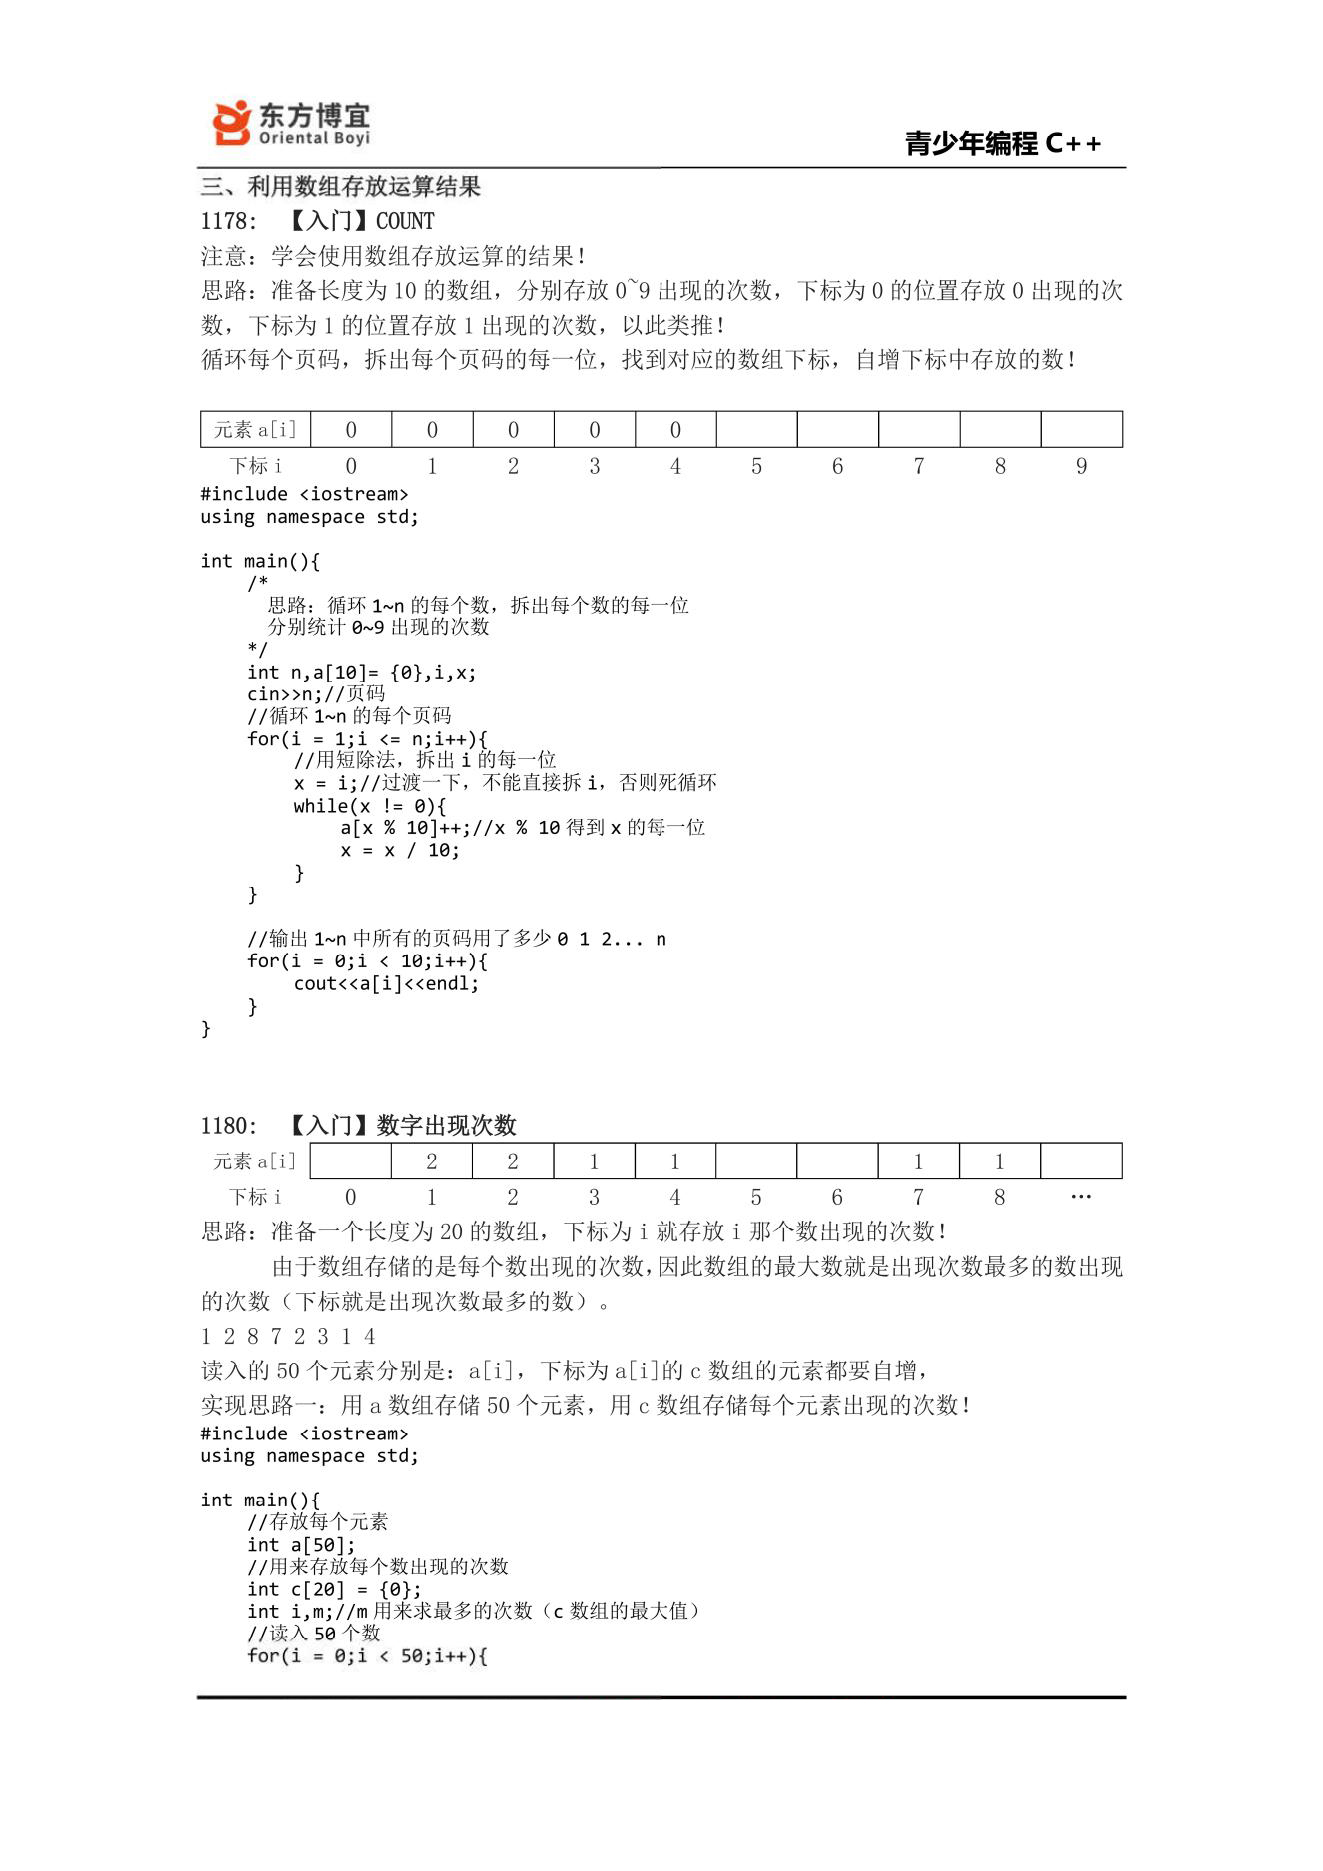 东方博宜
Oriental Boyi
青少年编程 C++
三、利用数组存放运算结果
1178: 【入门】COUNT
注意：学会使用数组存放运算的结果！
思路：准备长度为 10 的数组，分别存放 0~9 出现的次数，下标为 0 的位置存放 0 出现的次
数，下标为 1 的位置存放 1 出现的次数，以此类推！
循环每个页码，拆出每个页码的每一位，找到对应的数组下标，自增下标中存放的数！
元素 a[i] 0 0 0 0 0
下标 i 0 1 2 3 4 5 6 7 8 9
#include <iostream>
using namespace std;
int main(){
/*
思路：循环 1~n 的每个数，拆出每个数的每一位
分别统计 0~9 出现的次数
*/
int n,a[10]= {0},i,x;
cin>>n;//页码
//循环 1~n 的每个页码
for(i = 1;i <= n;i++){
//用短除法，拆出 i 的每一位
x = i;//过渡一下，不能直接拆 i，否则死循环
while(x != 0){
a[x % 10]++;//x % 10 得到 x 的每一位
x = x / 10;
}
}
//输出 1~n 中所有的页码用了多少 0 1 2... n
for(i = 0;i < 10;i++){
cout<<a[i]<<endl;
}
}
1180: 【入门】数字出现次数
元素 a[i] 2 2 1 1 1 1
下标 i 0 1 2 3 4 5 6 7 8 …
思路：准备一个长度为 20 的数组，下标为 i 就存放 i 那个数出现的次数！
由于数组存储的是每个数出现的次数，因此数组的最大数就是出现次数最多的数出现
的次数（下标就是出现次数最多的数）。
1 2 8 7 2 3 1 4
读入的 50 个元素分别是：a[i]，下标为 a[i]的 c 数组的元素都要自增，
实现思路一：用 a 数组存储 50 个元素，用 c 数组存储每个元素出现的次数！
#include <iostream>
using namespace std;
int main(){
//存放每个元素
int a[50];
//用来存放每个数出现的次数
int c[20] = {0};
int i,m;//m 用来求最多的次数（c 数组的最大值）
//读入 50 个数
for(i = 0;i < 50;i++){